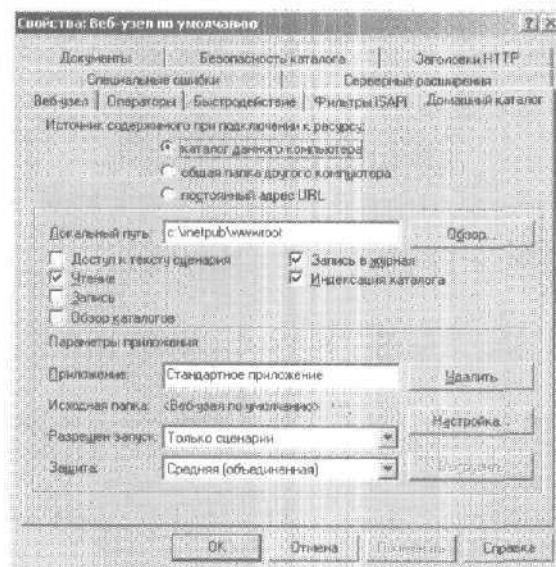 Свойства: Веб-узел по умолчанию
Документы Безопасность каталога Заголовки HTTP
Специальные ошибки Серверные расширения
Веб-узел Операторы Быстродействие Фильтры ISAPI Домашний каталог
Источник содержимого при подключении к ресурсу:
каталог данного компьютера
общая папка другого компьютера
постоянный адрес URL
Локальный путь: c:\inetpub\wwwroot Обзор...
Доступ к тексту сценария Запись в журнал
Чтение Индексация каталога
Запись
Обзор каталогов
Параметры приложения
Приложение: Стандартное приложение Удалить
Исходная папка: <Веб-узел по умолчанию>
Настройка...
Разрешен запуск: Только сценарии
Защита: Средняя (объединенная)
OK Отмена Применить Справка